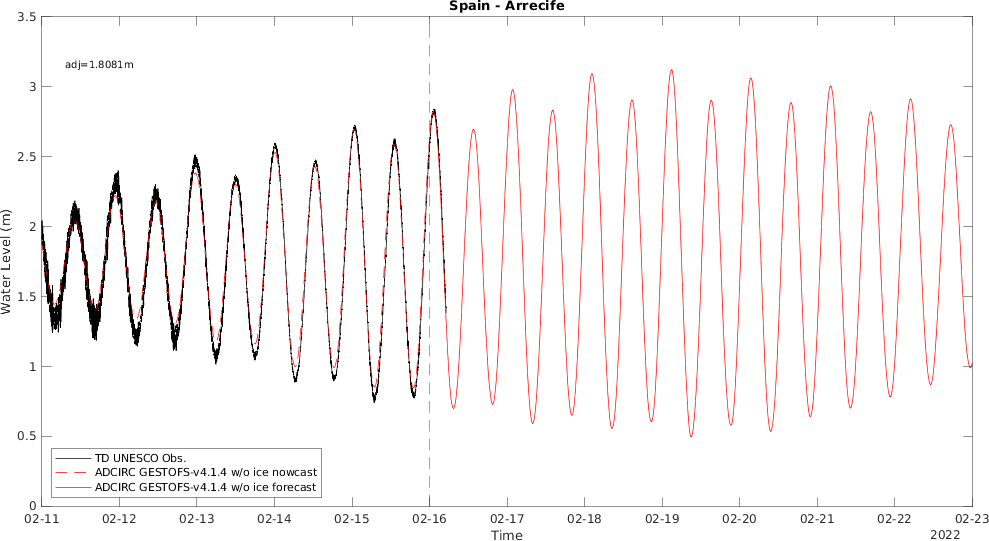 Spain - Arrecife
3.5
adj=1.8081m
3
2.5
2
1.5
1
0.5
0
Water Level (m)
TD UNESCO Obs.
ADCIRC GESTOFS-v4.1.4 w/o ice nowcast
ADCIRC GESTOFS-v4.1.4 w/o ice forecast
02-11 02-12 02-13 02-14 02-15 02-16 02-17 02-18 02-19 02-20 02-21 02-22 02-23
Time
2022